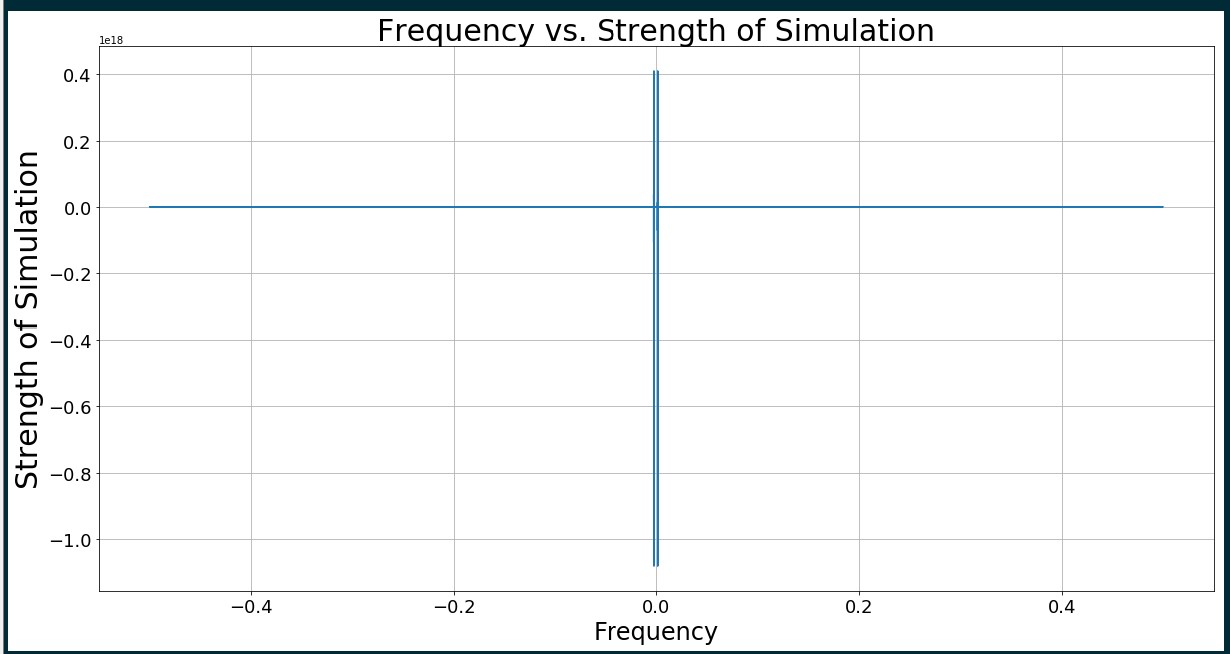 Frequency vs. Strength of Simulation
1e18
0.4
0.2
0.0
−0.2
−0.4
−0.6
−0.8
−1.0
Strength of Simulation
−0.4 −0.2 0.0 0.2 0.4
Frequency